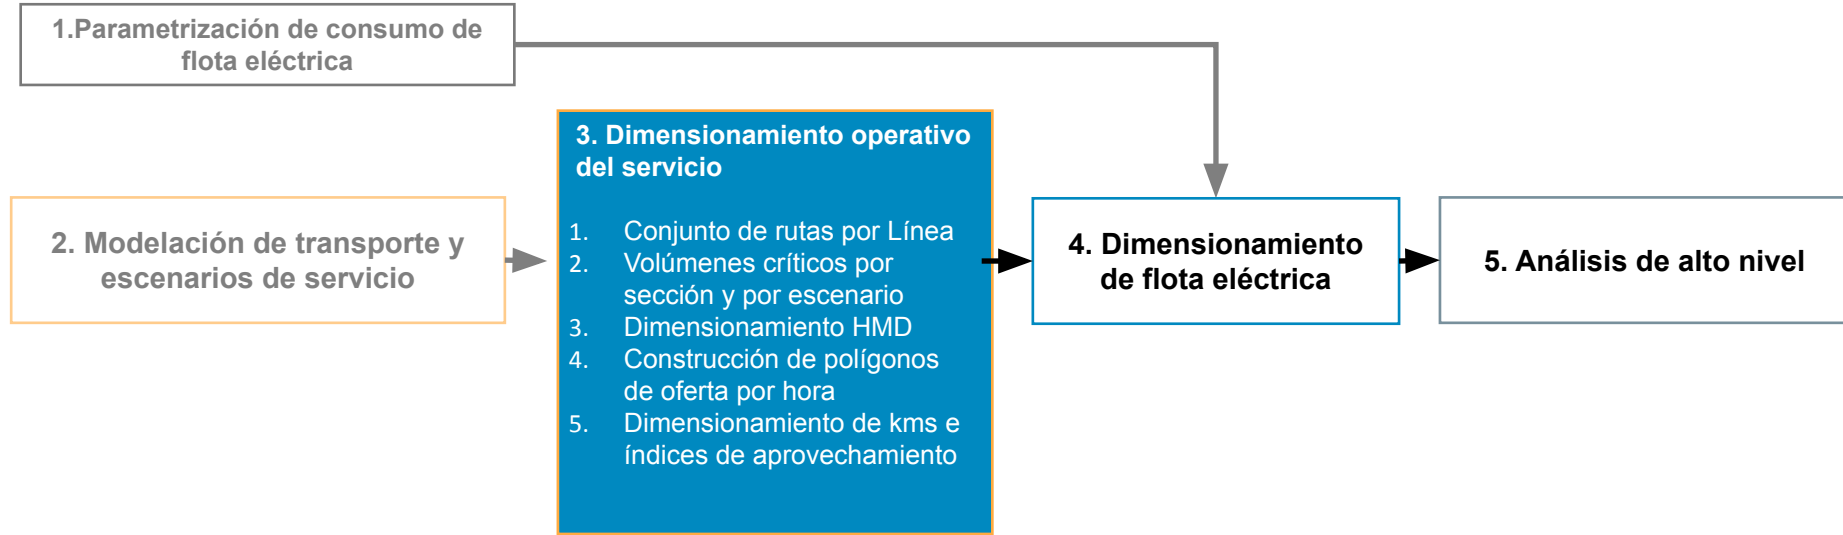 1.Parametrización de consumo de
flota eléctrica
2. Modelación de transporte y
escenarios de servicio
3. Dimensionamiento operativo
del servicio
1. Conjunto de rutas por Línea
2. Volúmenes críticos por
sección y por escenario
3. Dimensionamiento HMD
4. Construcción de polígonos
de oferta por hora
5. Dimensionamiento de kms e
índices de aprovechamiento
4. Dimensionamiento
de flota eléctrica
5. Análisis de alto nivel